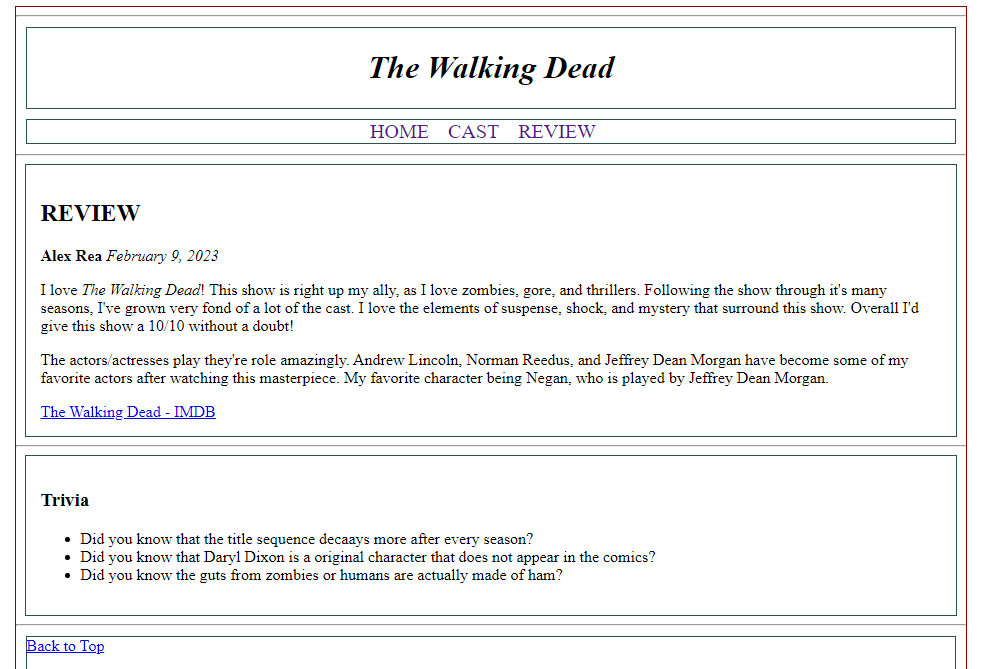 The Walking Dead
HOME CAST REVIEW
REVIEW
Alex Rea February 9, 2023
I love The Walking Dead! This show is right up my ally, as I love zombies, gore, and thrillers. Following the show through it's many
seasons, I've grown very fond of a lot of the cast. I love the elements of suspense, shock, and mystery that surround this show. Overall I'd
give this show a 10/10 without a doubt!
The actors/actresses play they're role amazingly. Andrew Lincoln, Norman Reedus, and Jeffrey Dean Morgan have become some of my
favorite actors after watching this masterpiece. My favorite character being Negan, who is played by Jeffrey Dean Morgan.
The Walking Dead - IMDB
Trivia
• Did you know that the title sequence decaays more after every season?
• Did you know that Daryl Dixon is a original character that does not appear in the comics?
• Did you know the guts from zombies or humans are actually made of ham?
Back to Top